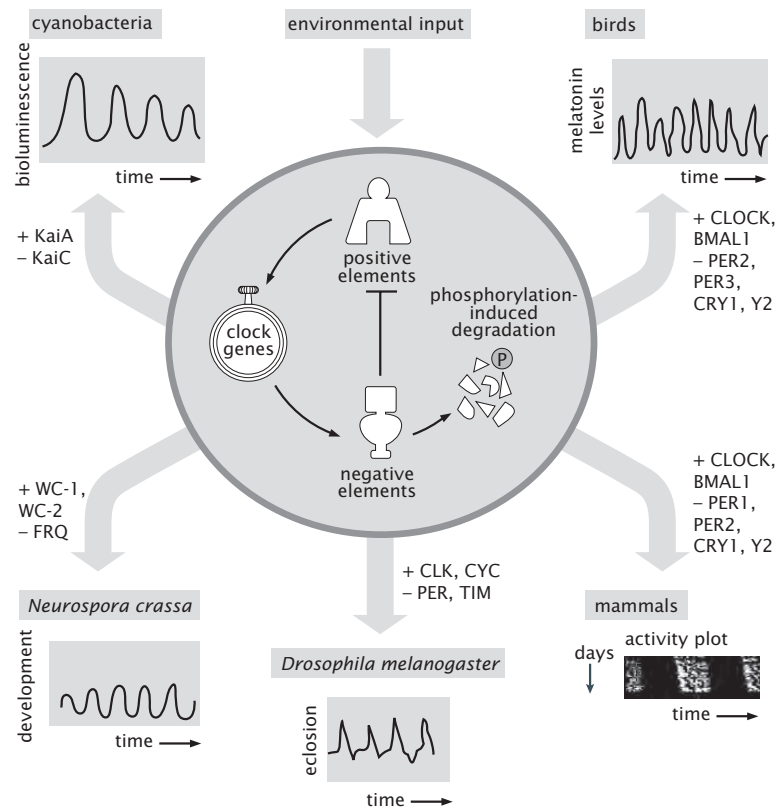 cyanobacteria
bioluminescence
time
+ KaiA
– KaiC
environmental input
birds
melatonin
levels
time
+ CLOCK,
BMAL1
– PER2,
PER3,
CRY1, Y2
positive
elements
clock
genes
phosphorylation-
induced
degradation
P
negative
elements
+ WC-1,
WC-2
– FRQ
Neurospora crassa
development
time
+ CLK, CYC
– PER, TIM
Drosophila melanogaster
eclosion
time
+ CLOCK,
BMAL1
– PER1,
PER2,
CRY1, Y2
mammals
activity plot
days
time